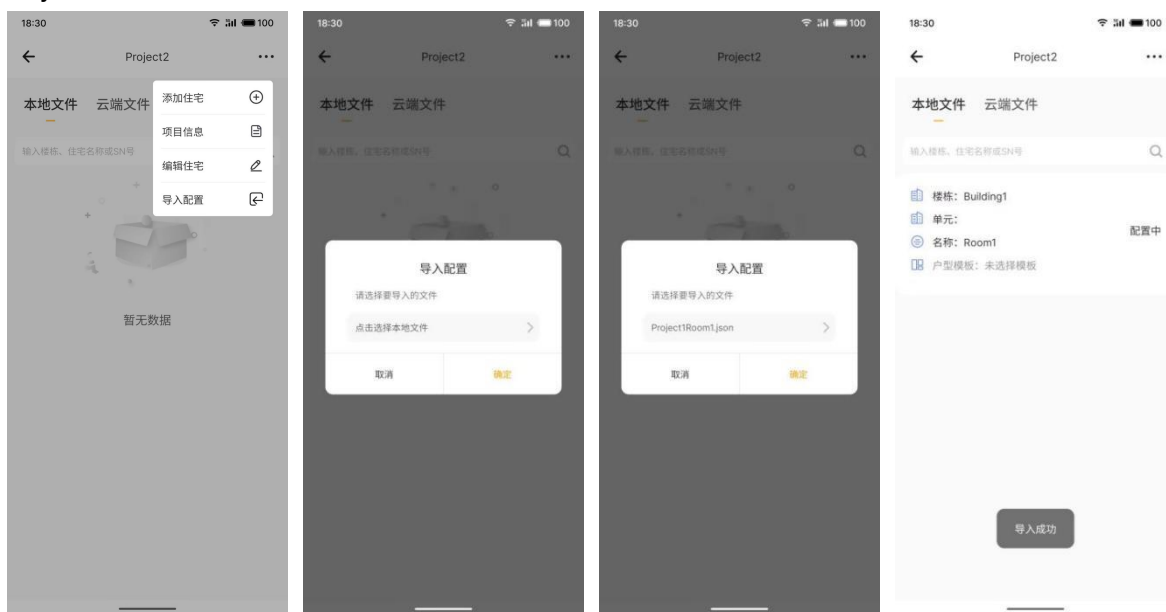 18:30
100
Project2
本地文件 云端文件
输入楼栋、住宅名称或SN号
添加住宅
项目信息
编辑住宅
导入配置
暂无数据
18:30
100
Project2
本地文件 云端文件
输入楼栋、住宅名称或SN号
导入配置
请选择要导入的文件
点击选择本地文件
取消 确定
18:30
100
Project2
本地文件 云端文件
输入楼栋、住宅名称或SN号
导入配置
请选择要导入的文件
Project1Room1.json
取消 确定
18:30
100
Project2
本地文件 云端文件
输入楼栋、住宅名称或SN号
楼栋：Building1
单元：
名称：Room1
户型模板：未选择模板
配置中
导入成功